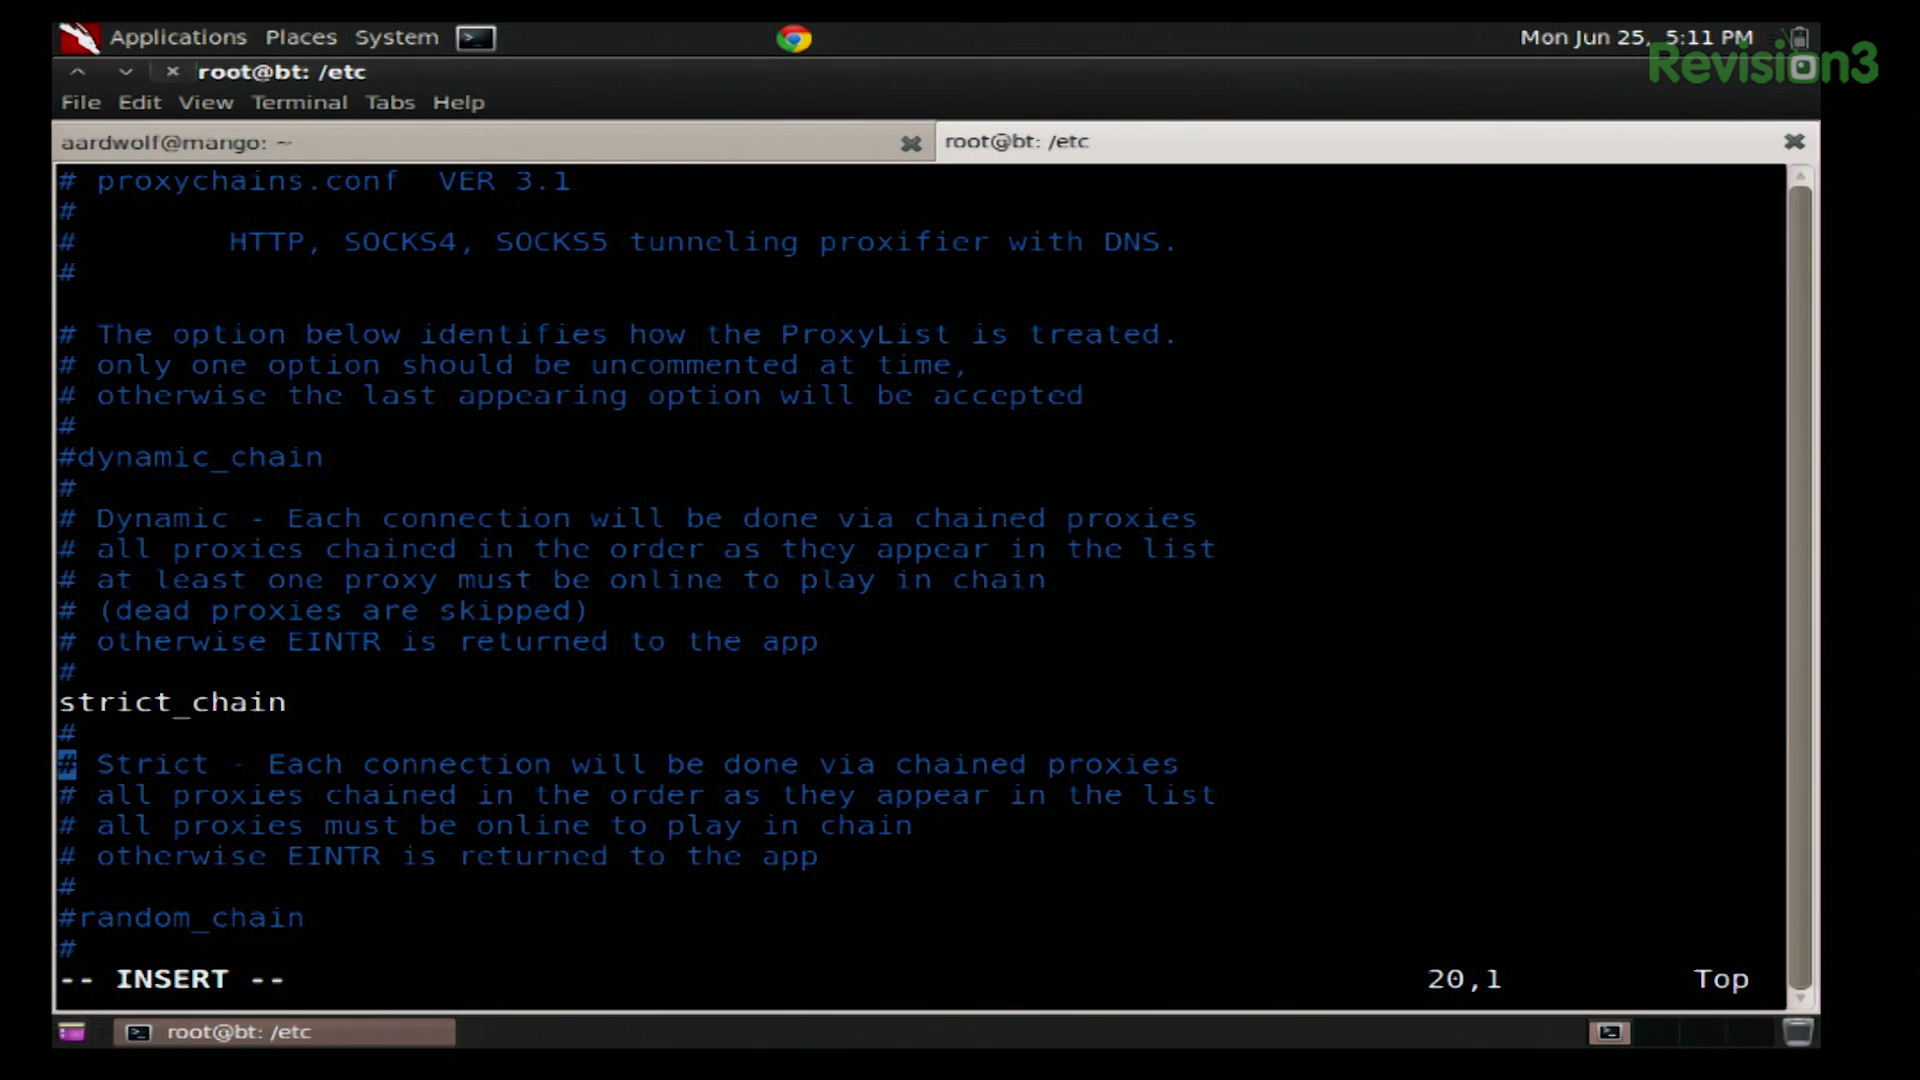 Applications Places System
Mon Jun 25, 5:11 PM
Revision3
root@bt: /etc
File Edit View Terminal Tabs Help
aardwolf@mango: ~
root@bt: /etc
# proxychains.conf  VER 3.1
#
#        HTTP, SOCKS4, SOCKS5 tunneling proxifier with DNS.
#
# The option below identifies how the ProxyList is treated.
# only one option should be uncommented at time,
# otherwise the last appearing option will be accepted
#
#dynamic_chain
#
# Dynamic - Each connection will be done via chained proxies
# all proxies chained in the order as they appear in the list
# at least one proxy must be online to play in chain
# (dead proxies are skipped)
# otherwise EINTR is returned to the app
#
strict_chain
#
# Strict - Each connection will be done via chained proxies
# all proxies chained in the order as they appear in the list
# all proxies must be online to play in chain
# otherwise EINTR is returned to the app
#
#random_chain
#
-- INSERT --
20,1
Top
root@bt: /etc